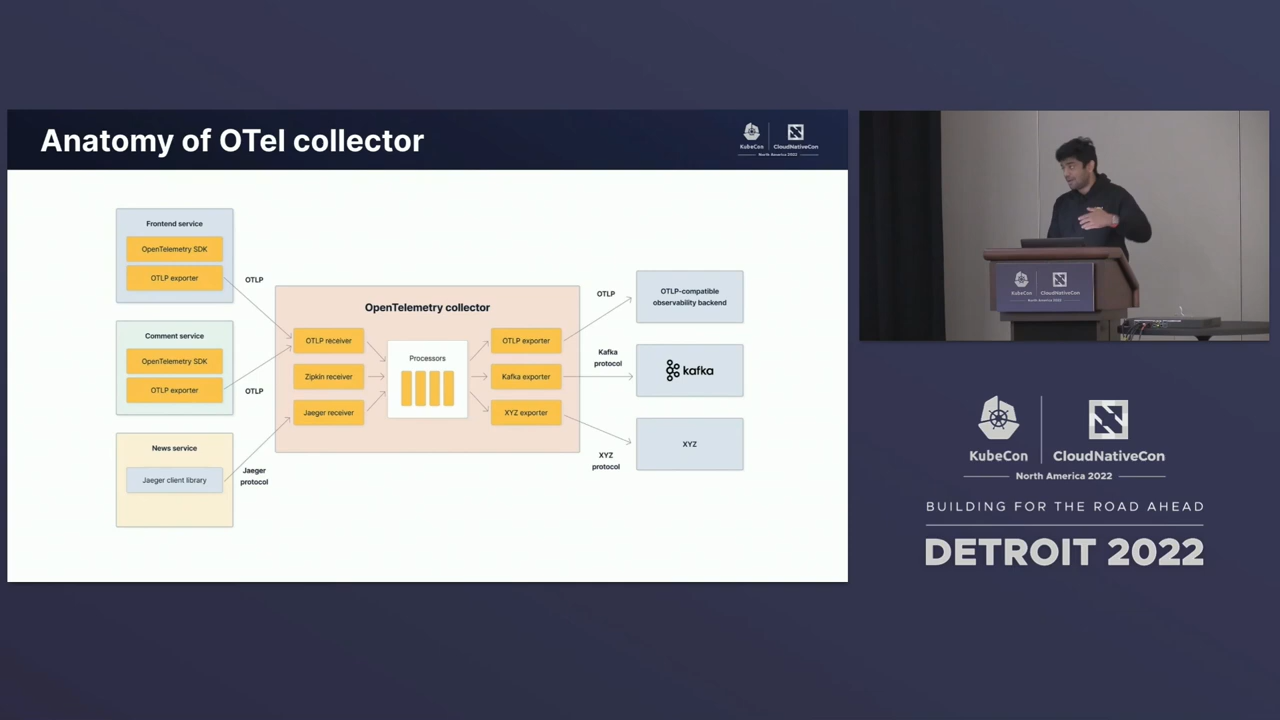 Anatomy of OTel collector
KubeCon
CloudNativeCon
North America 2022
Frontend service
OpenTelemetry SDK
OTLP exporter
OTLP
Comment service
OpenTelemetry SDK
OTLP exporter
OTLP
News service
Jaeger client library
Jaeger
protocol
OpenTelemetry collector
OTLP receiver
Zipkin receiver
Jaeger receiver
Processors
OTLP exporter
Kafka exporter
XYZ exporter
OTLP
Kafka
protocol
XYZ
protocol
OTLP-compatible
observability backend
kafka
XYZ
KubeCon
CloudNativeCon
KubeCon
CloudNativeCon
North America 2022
BUILDING FOR THE ROAD AHEAD
DETROIT 2022